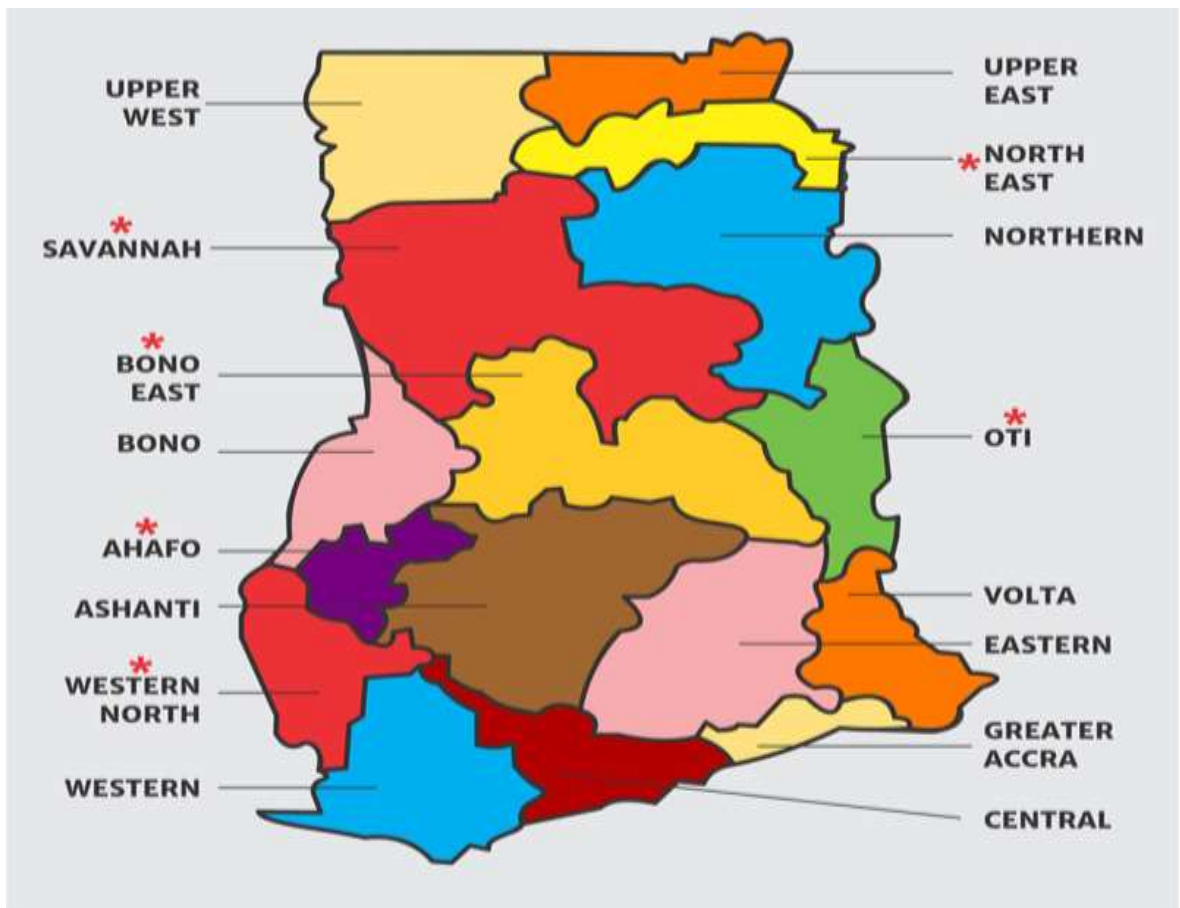 UPPER
WEST
*
SAVANNAH
*
BONO
EAST
BONO
*
AHAFO
ASHANTI
*
WESTERN
NORTH
WESTERN
UPPER
EAST
* NORTH
EAST
NORTHERN
*
OTI
VOLTA
EASTERN
GREATER
ACCRA
CENTRAL